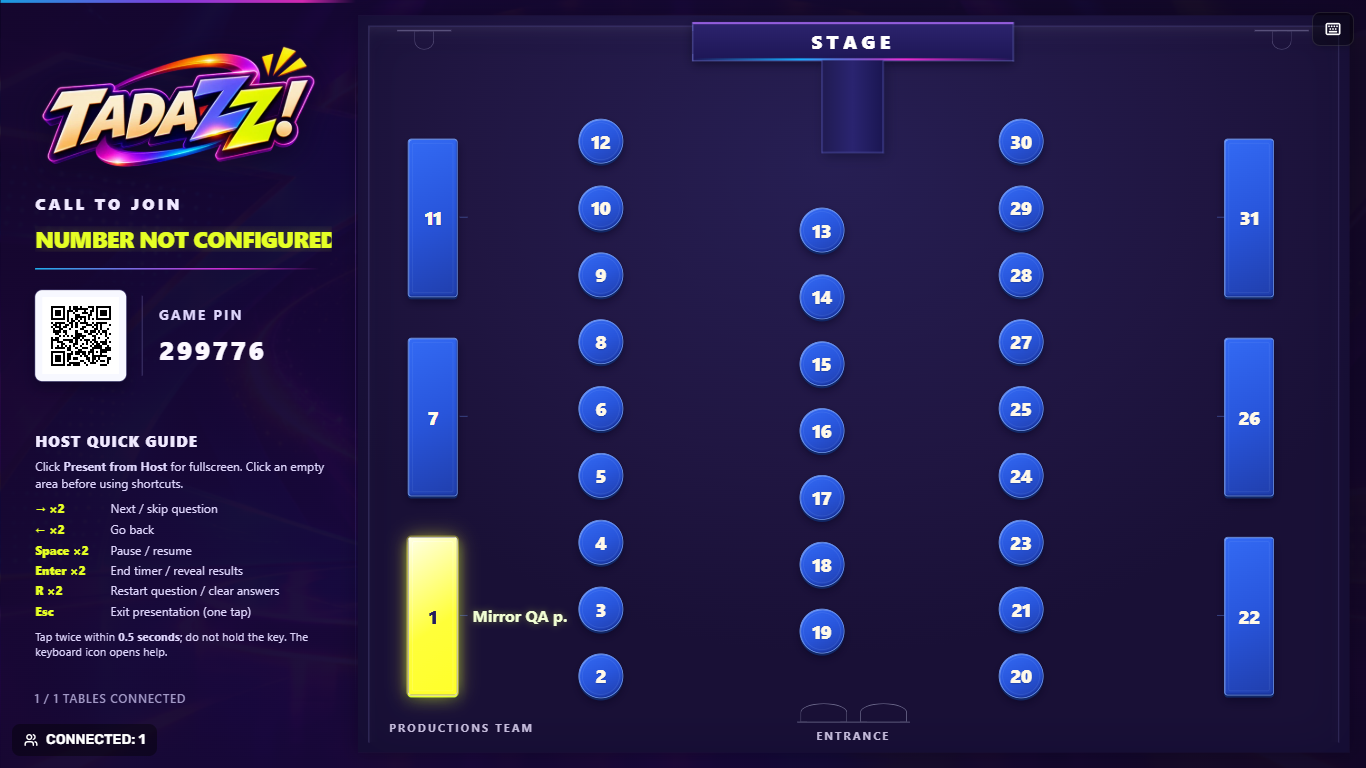 TADAZZ!
CALL TO JOIN
NUMBER NOT CONFIGURED
GAME PIN
299776
HOST QUICK GUIDE
Click Present from Host for fullscreen. Click an empty
area before using shortcuts.
→ ×2 Next / skip question
← ×2 Go back
Space ×2 Pause / resume
Enter ×2 End timer / reveal results
R ×2 Restart question / clear answers
Esc Exit presentation (one tap)
Tap twice within 0.5 seconds; do not hold the key. The
keyboard icon opens help.
1 / 1 TABLES CONNECTED
CONNECTED: 1
STAGE
12
30
11
10
13
29
31
9
14
28
8
15
27
7
6
16
25
26
5
17
24
4
18
23
1
Mirror QA p.
3
19
21
22
2
20
PRODUCTIONS TEAM
ENTRANCE